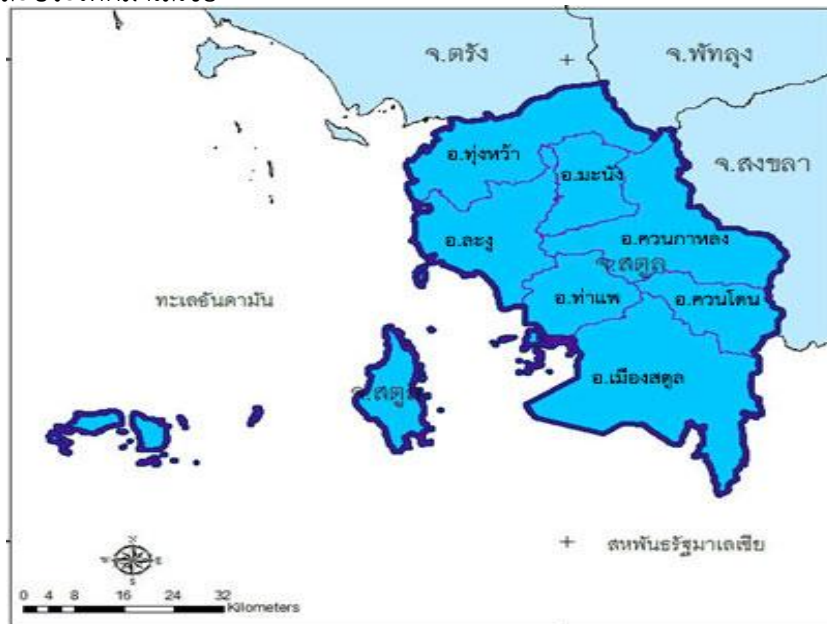 จ.ตรัง
จ.พัทลุง
อ.ทุ่งหว้า
อ.มะนัง
จ.สงขลา
อ.ละงู
อ.ควนกาหลง
จ.สตูล
ทะเลอันดามัน
อ.ท่าแพ
อ.ควนโดน
อ.เมืองสตูล
จ.สตูล
สหพันธรัฐมาเลเซีย
N
W E
S
0 4 8 16 24 32
Kilometers